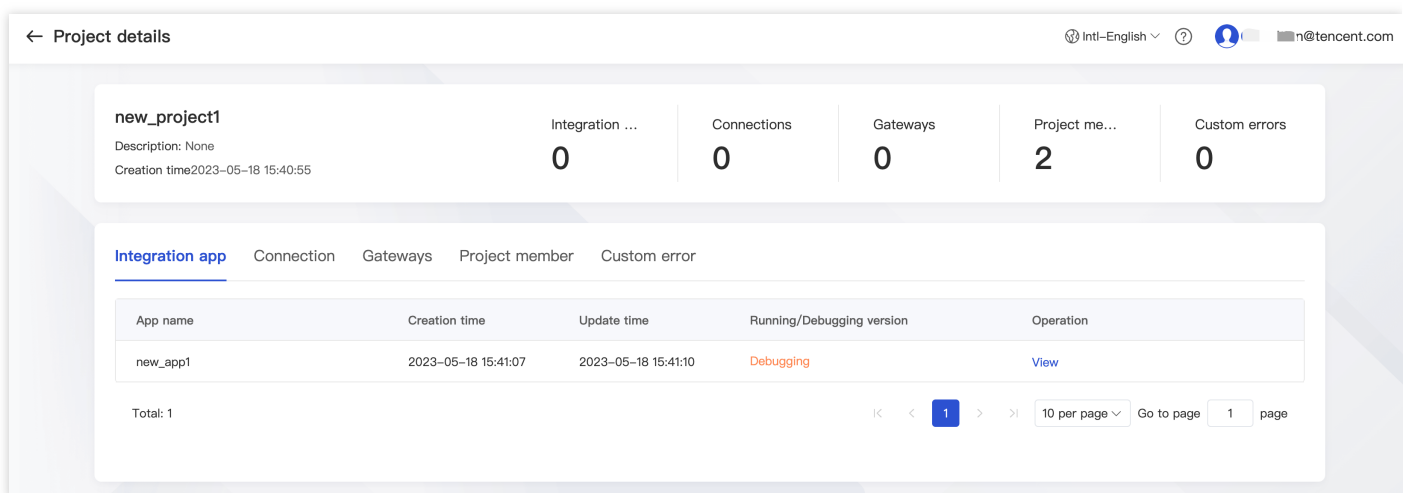 Project details
Intl-English
n@tencent.com
new_project1
Description: None
Creation time2023-05-18 15:40:55
Integration ...
0
Connections
0
Gateways
0
Project me...
2
Custom errors
0
Integration app Connection Gateways Project member Custom error
App name Creation time Update time Running/Debugging version Operation
new_app1 2023-05-18 15:41:07 2023-05-18 15:41:10 Debugging View
Total: 1 1 10 per page Go to page 1 page